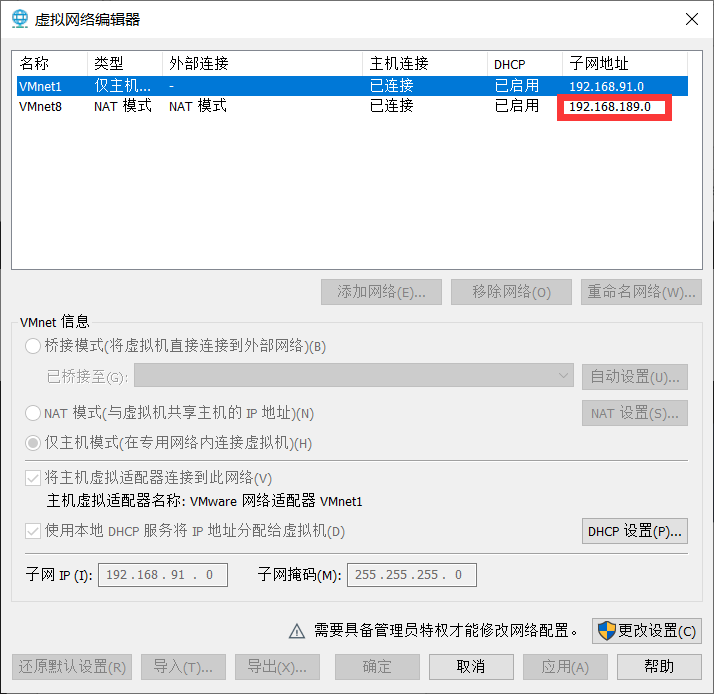 虚拟网络编辑器
名称 类型 外部连接 主机连接 DHCP 子网地址
VMnet1 仅主机... - 已连接 已启用 192.168.91.0
VMnet8 NAT 模式 NAT 模式 已连接 已启用 192.168.189.0
添加网络(E)... 移除网络(O) 重命名网络(W)...
VMnet 信息
桥接模式(将虚拟机直接连接到外部网络)(B)
已桥接至(G): 自动设置(U)...
NAT 模式(与虚拟机共享主机的 IP 地址)(N) NAT 设置(S)...
仅主机模式(在专用网络内连接虚拟机)(H)
将主机虚拟适配器连接到此网络(V)
主机虚拟适配器名称: VMware 网络适配器 VMnet1
使用本地 DHCP 服务将 IP 地址分配给虚拟机(D) DHCP 设置(P)...
子网 IP (I): 192 . 168 . 91 . 0 子网掩码(M): 255 . 255 . 255 . 0
需要具备管理员特权才能修改网络配置。 更改设置(C)
还原默认设置(R) 导入(T)... 导出(X)... 确定 取消 应用(A) 帮助